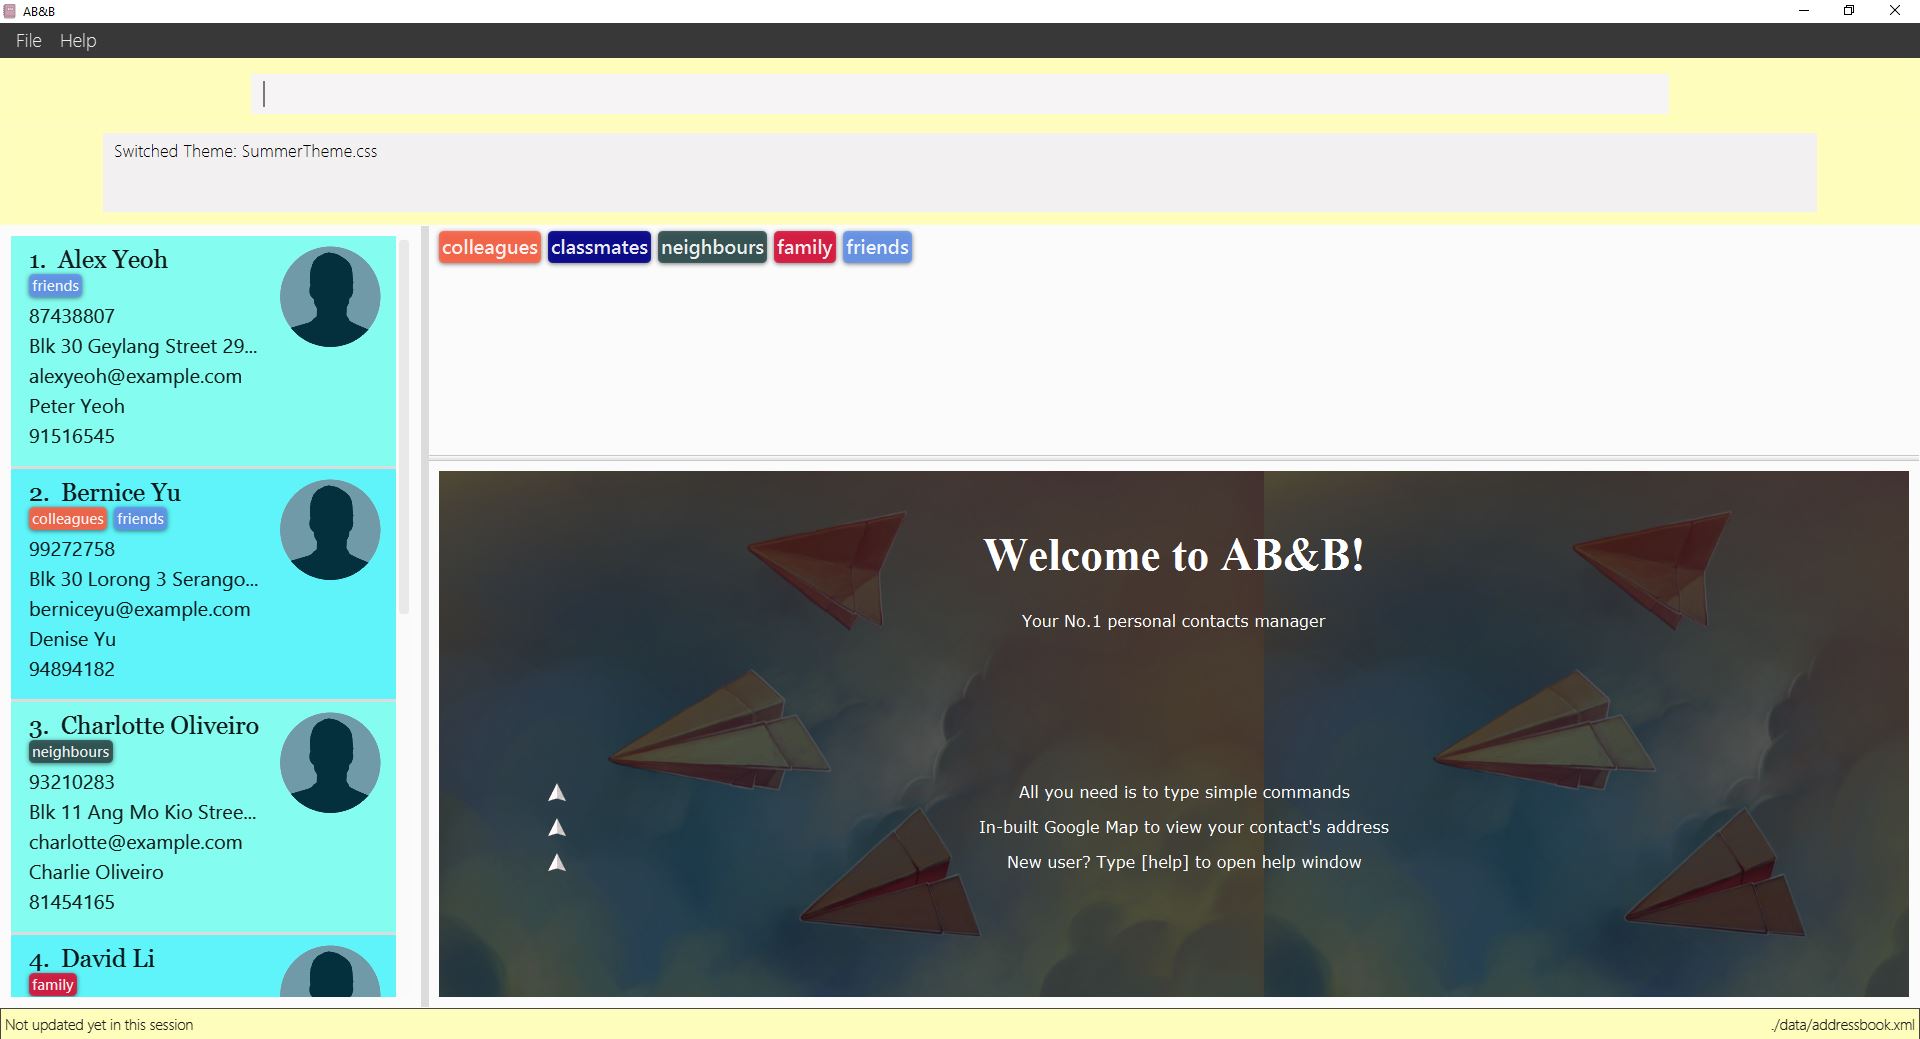 AB&B
File Help
Switched Theme: SummerTheme.css
1. Alex Yeoh
friends
87438807
Blk 30 Geylang Street 29...
alexyeoh@example.com
Peter Yeoh
91516545
2. Bernice Yu
colleagues friends
99272758
Blk 30 Lorong 3 Serango...
berniceyu@example.com
Denise Yu
94894182
3. Charlotte Oliveiro
neighbours
93210283
Blk 11 Ang Mo Kio Stree...
charlotte@example.com
Charlie Oliveiro
81454165
4. David Li
family
colleagues classmates neighbours family friends
Welcome to AB&B!
Your No.1 personal contacts manager
All you need is to type simple commands
In-built Google Map to view your contact's address
New user? Type [help] to open help window
Not updated yet in this session
./data/addressbook.xml